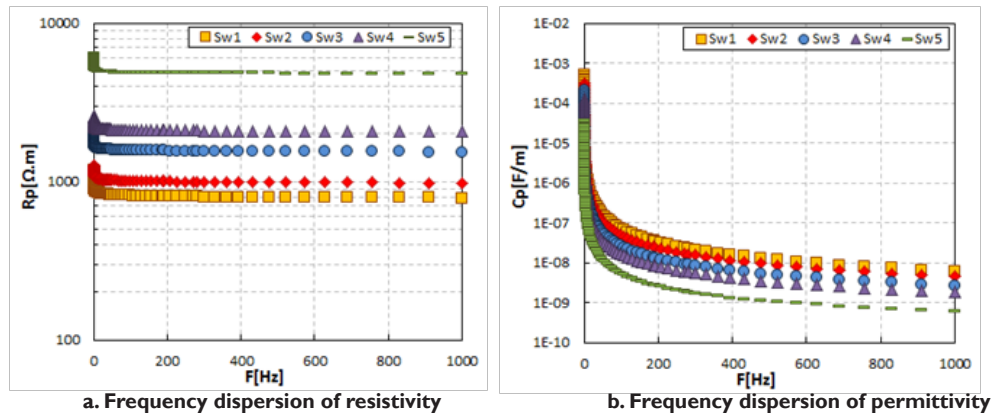 10000
1000
100
Rp[Ω.m]
Sw1 Sw2 Sw3 Sw4 Sw5
0 200 400 600 800 1000
F[Hz]
a. Frequency dispersion of resistivity
1E-02
1E-03
1E-04
1E-05
1E-06
1E-07
1E-08
1E-09
1E-10
Cp[F/m]
Sw1 Sw2 Sw3 Sw4 Sw5
0 200 400 600 800 1000
F[Hz]
b. Frequency dispersion of permittivity